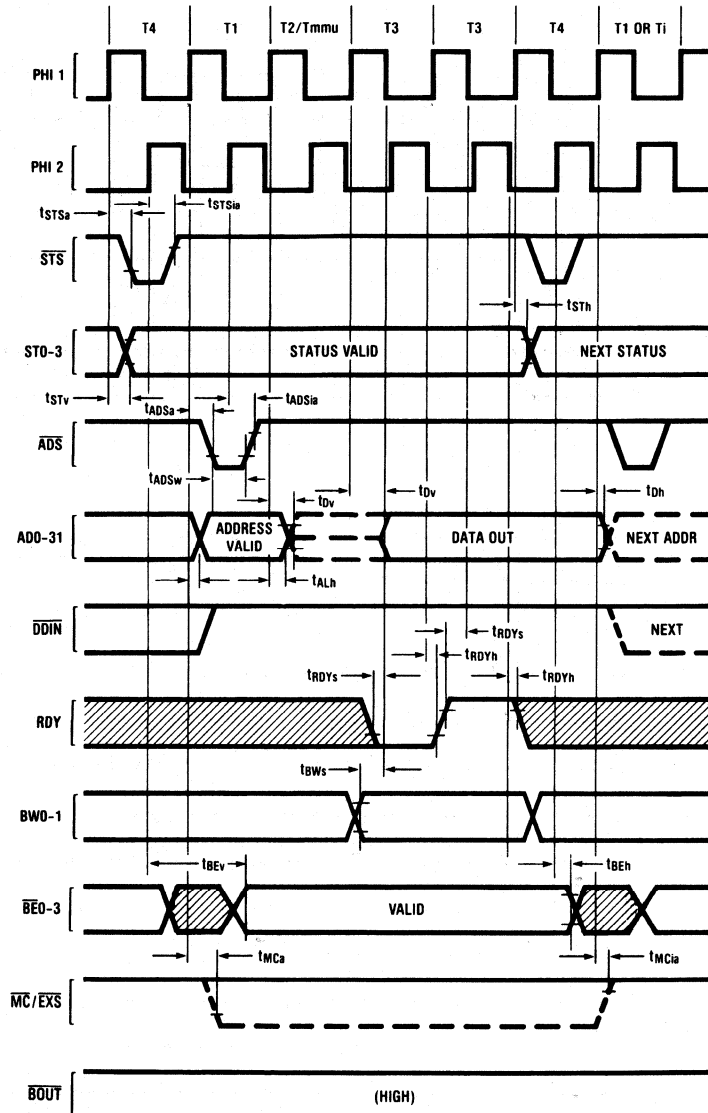 T4 T1 T2/Tmmu T3 T3 T4 T1 OR Ti
PHI 1
PHI 2
tSTSa tSTSia
STS
tSTh
ST0-3 STATUS VALID NEXT STATUS
tSTv tADSa tADSia
ADS
tADSw tDv tDv tDh
AD0-31 ADDRESS VALID DATA OUT NEXT ADDR
tALh
DDIN NEXT
tRDYs
tRDYh
tRDYs tRDYh
RDY
tBWs
BW0-1
tBEv tBEh
BE0-3 VALID
tMCa tMCia
MC/EXS
BOUT (HIGH)